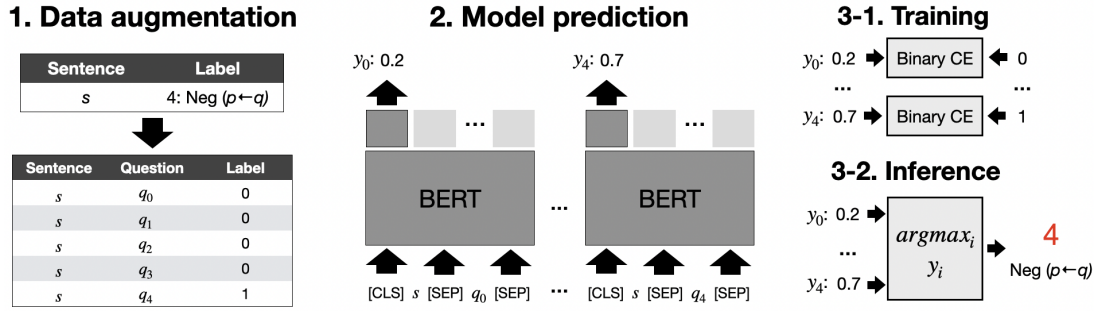 1. Data augmentation
Sentence Label
s 4: Neg (p←q)
Sentence Question Label
s q₀ 0
s q₁ 0
s q₂ 0
s q₃ 0
s q₄ 1
2. Model prediction
y₀: 0.2 y₄: 0.7
... ...
BERT ... BERT
[CLS] s [SEP] q₀ [SEP] ... [CLS] s [SEP] q₄ [SEP]
3-1. Training
y₀: 0.2 Binary CE 0
... ...
y₄: 0.7 Binary CE 1
3-2. Inference
y₀: 0.2
...
y₄: 0.7
argmaxᵢ
yᵢ
4
Neg (p←q)